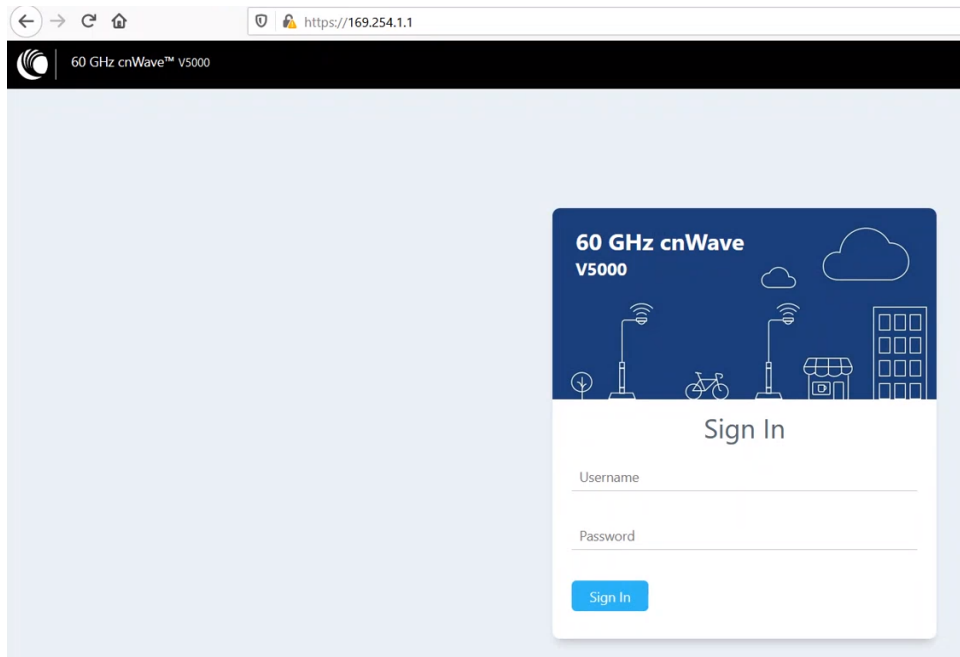 https://169.254.1.1
60 GHz cnWave™ V5000
60 GHz cnWave
V5000
Sign In
Username
Password
Sign In